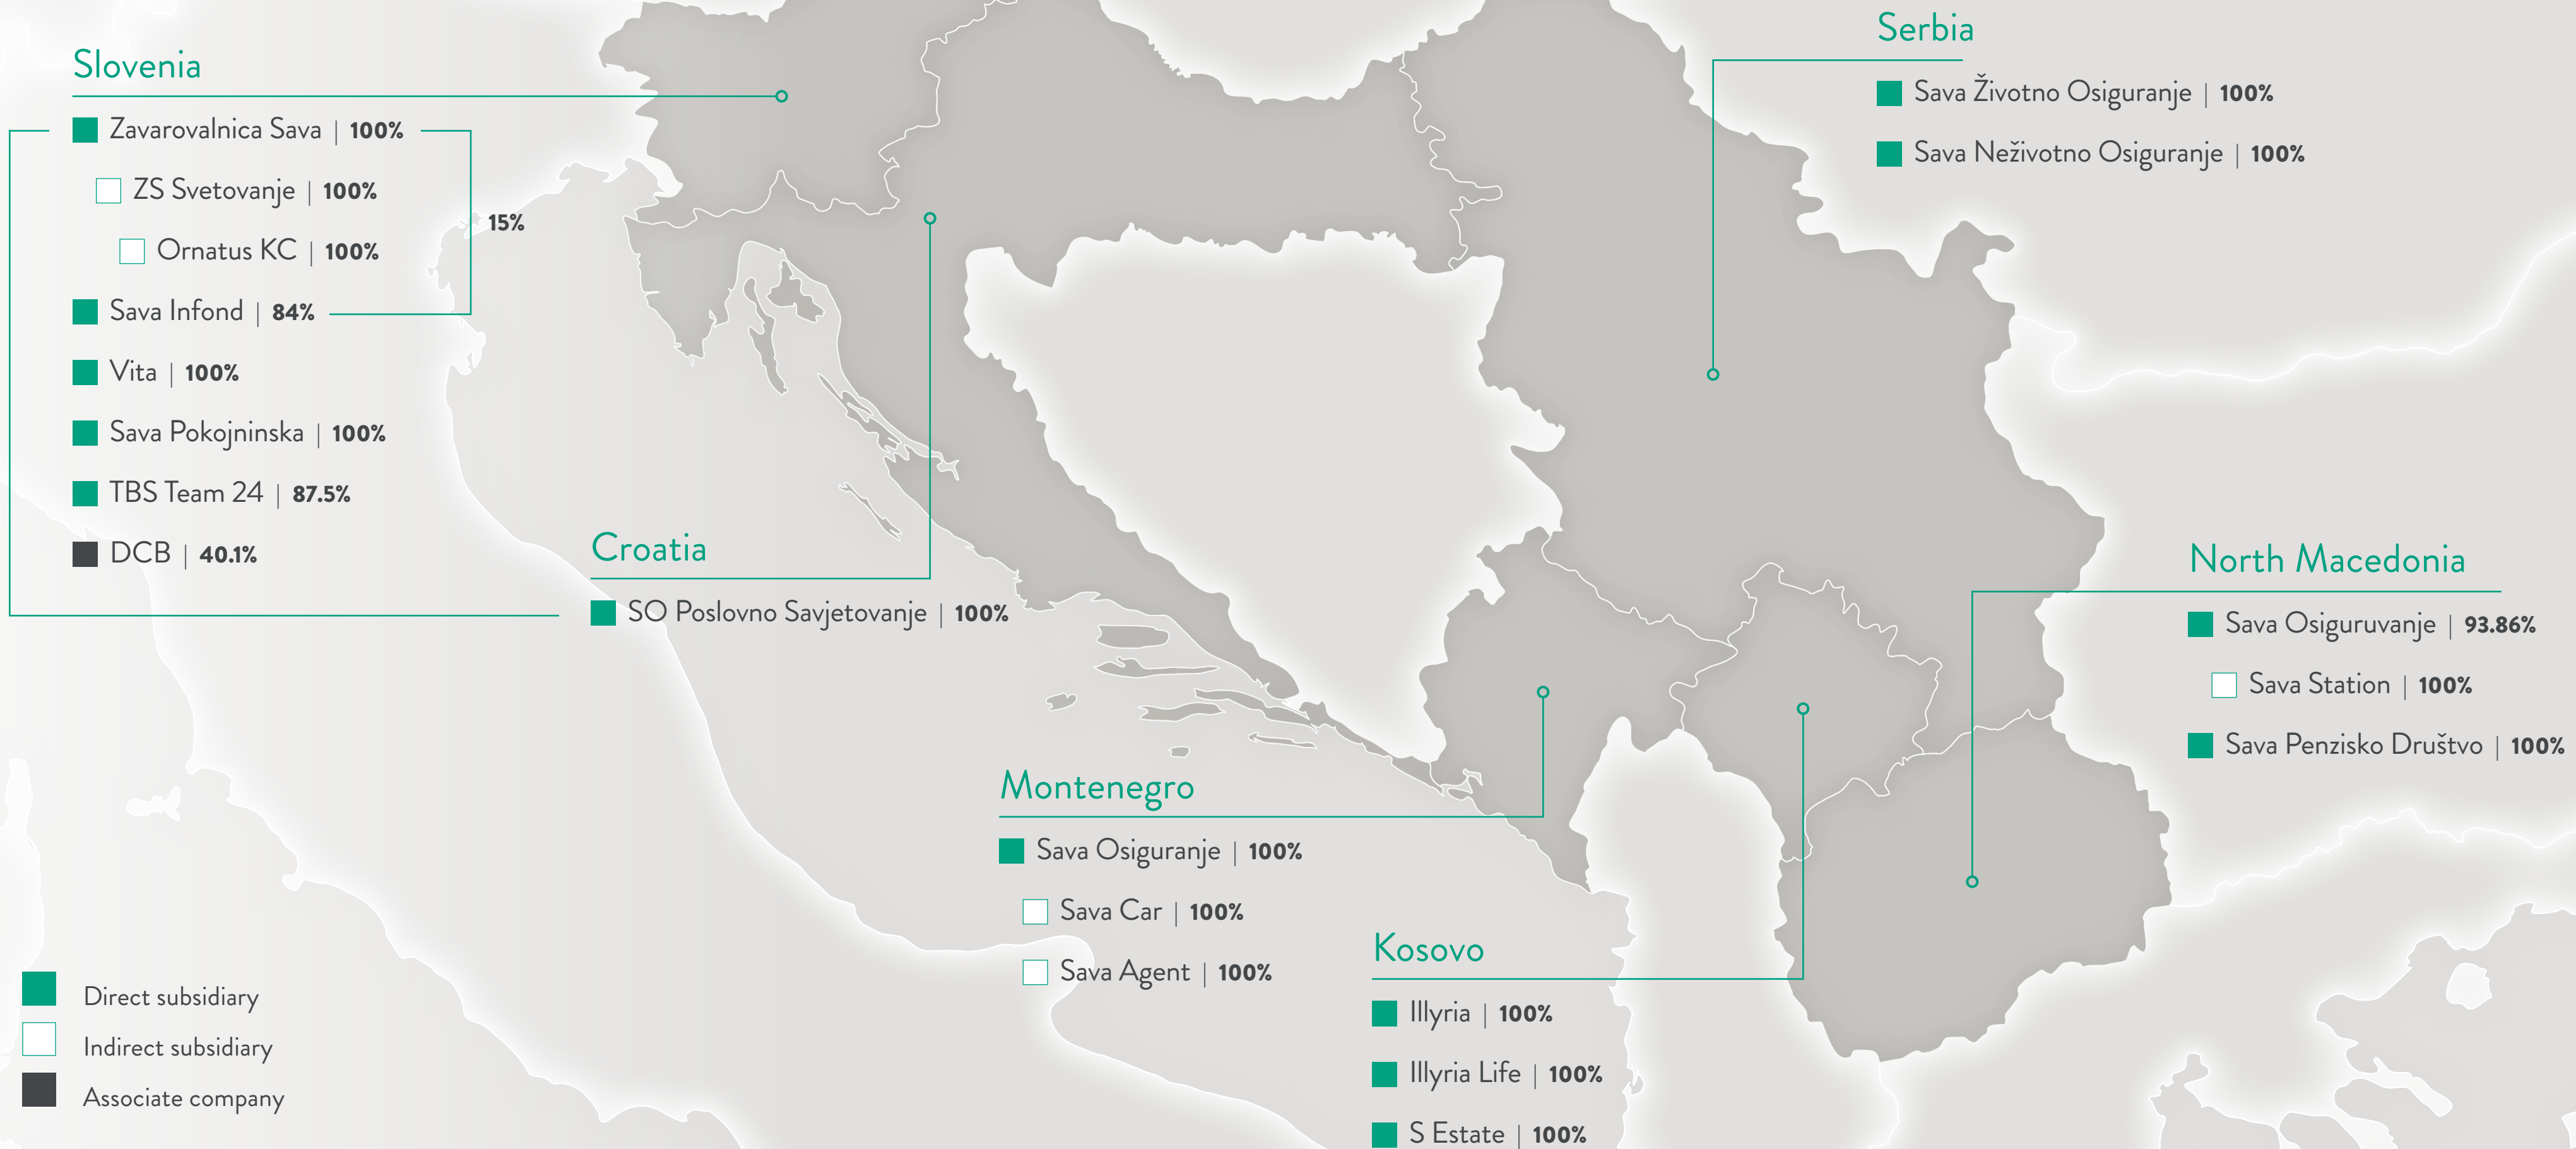 Slovenia
Zavarovalnica Sava | 100%
ZS Svetovanje | 100%
15%
Ornatus KC | 100%
Sava Infond | 84%
Vita | 100%
Sava Pokojninska | 100%
TBS Team 24 | 87.5%
DCB | 40.1%
Croatia
SO Poslovno Savjetovanje | 100%
Serbia
Sava Životno Osiguranje | 100%
Sava Neživotno Osiguranje | 100%
North Macedonia
Sava Osiguruvanje | 93.86%
Sava Station | 100%
Sava Penzisko Društvo | 100%
Montenegro
Sava Osiguranje | 100%
Sava Car | 100%
Sava Agent | 100%
Kosovo
Illyria | 100%
Illyria Life | 100%
S Estate | 100%
Direct subsidiary
Indirect subsidiary
Associate company